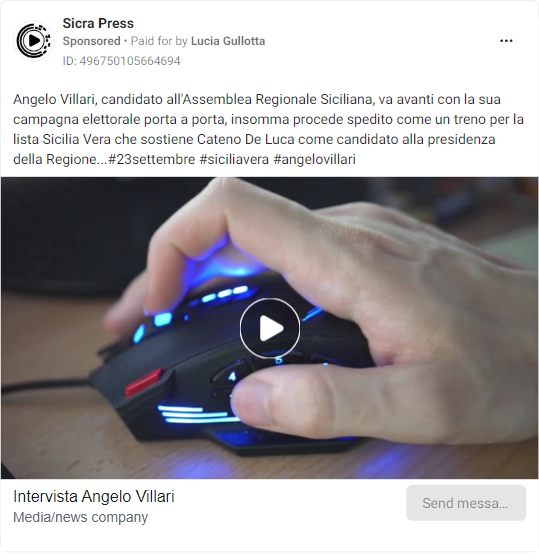 Sicra Press
Sponsored • Paid for by Lucia Gullotta
ID: 496750105664694
Angelo Villari, candidato all'Assemblea Regionale Siciliana, va avanti con la sua
campagna elettorale porta a porta, insomma procede spedito come un treno per la
lista Sicilia Vera che sostiene Cateno De Luca come candidato alla presidenza
della Regione...#23settembre #siciliavera #angelovillari
4
5
Intervista Angelo Villari
Media/news company
Send messa...